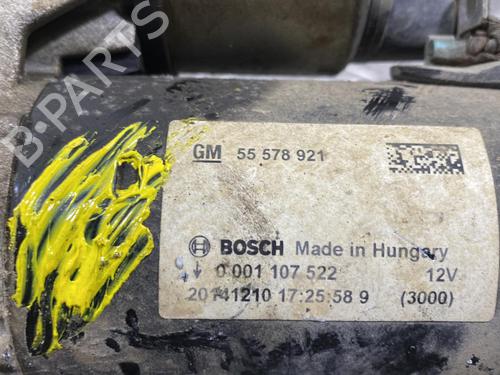 B-PARTS
GM 55 578 921
BOSCH Made in Hungary
0 001 107 522 12V
20141210 17:25:58 9 (3000)